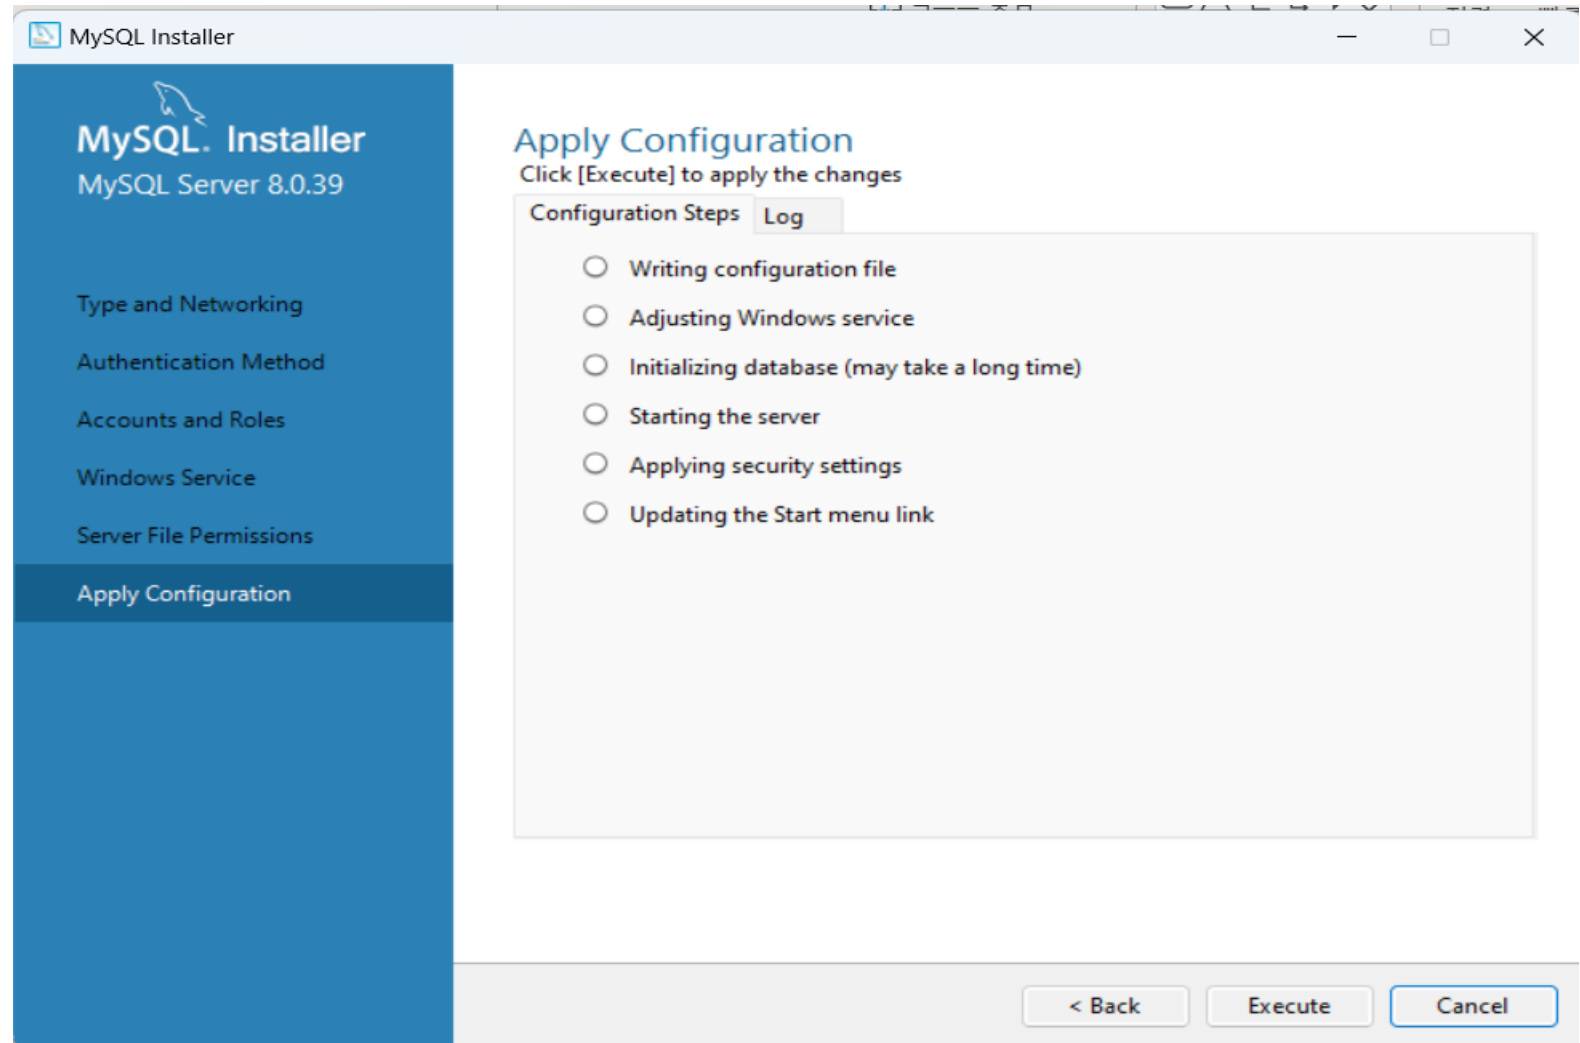 MySQL Installer
MySQL. Installer
MySQL Server 8.0.39
Type and Networking
Authentication Method
Accounts and Roles
Windows Service
Server File Permissions
Apply Configuration
Apply Configuration
Click [Execute] to apply the changes
Configuration Steps Log
Writing configuration file
Adjusting Windows service
Initializing database (may take a long time)
Starting the server
Applying security settings
Updating the Start menu link
< Back Execute Cancel